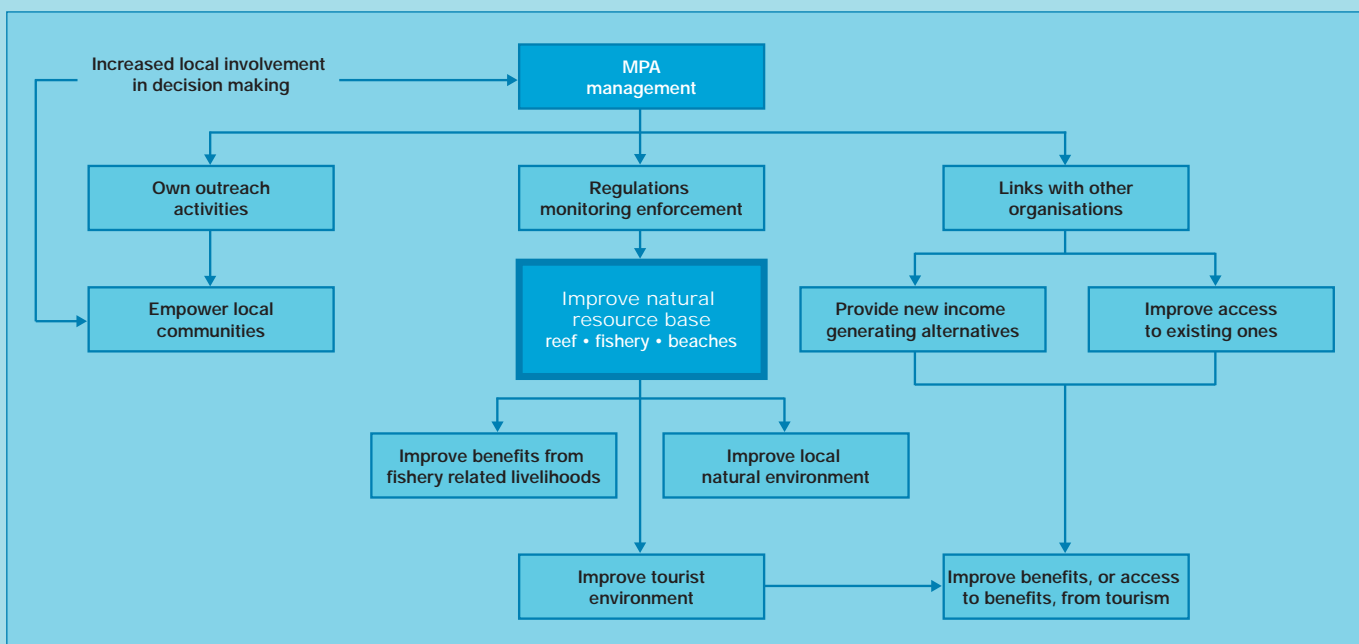 Increased local involvement
in decision making
MPA
management
Own outreach
activities
Regulations
monitoring enforcement
Links with other
organisations
Empower local
communities
Improve natural
resource base
reef • fishery • beaches
Provide new income
generating alternatives
Improve access
to existing ones
Improve benefits from
fishery related livelihoods
Improve local
natural environment
Improve tourist
environment
Improve benefits, or access
to benefits, from tourism